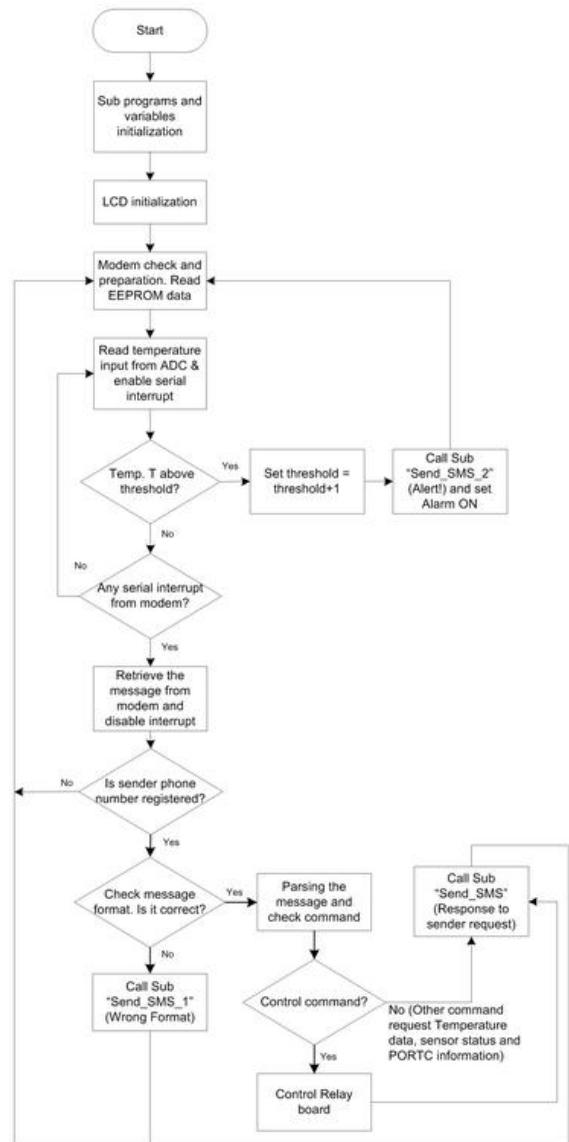 Start
Sub programs and
variables
initialization
LCD initialization
Modem check and
preparation. Read
EEPROM data
Read temperature
input from ADC &
enable serial
interrupt
Temp. T above
threshold?
Yes
Set threshold =
threshold+1
Call Sub
“Send_SMS_2”
(Alert!) and set
Alarm ON
No
No
Any serial interrupt
from modem?
Yes
Retrieve the
message from
modem and
disable interrupt
No
Is sender phone
number registered?
Yes
Check message
format. Is it correct?
Yes
Parsing the
message and
check command
Call Sub
“Send_SMS”
(Response to
sender request)
No
Call Sub
“Send_SMS_1”
(Wrong Format)
Control command?
No (Other command
request Temperature
data, sensor status and
PORTC information)
Yes
Control Relay
board